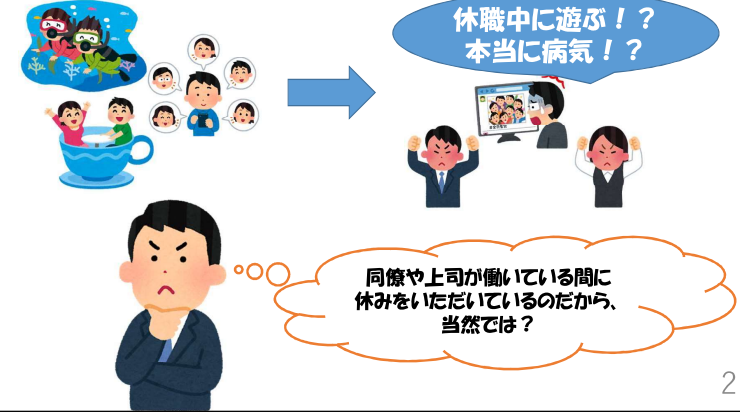 休職中に遊ぶ！？
本当に病気！？
同僚や上司が働いている間に
休みをいただいているのだから、
当然では？
2